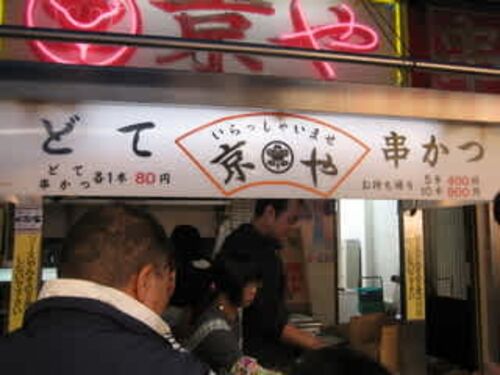 京や
どて
いらっしゃいませ
京や
串かつ
どて
串かつ 各1本 80円
お持ち帰り
5本 400円
10本 800円